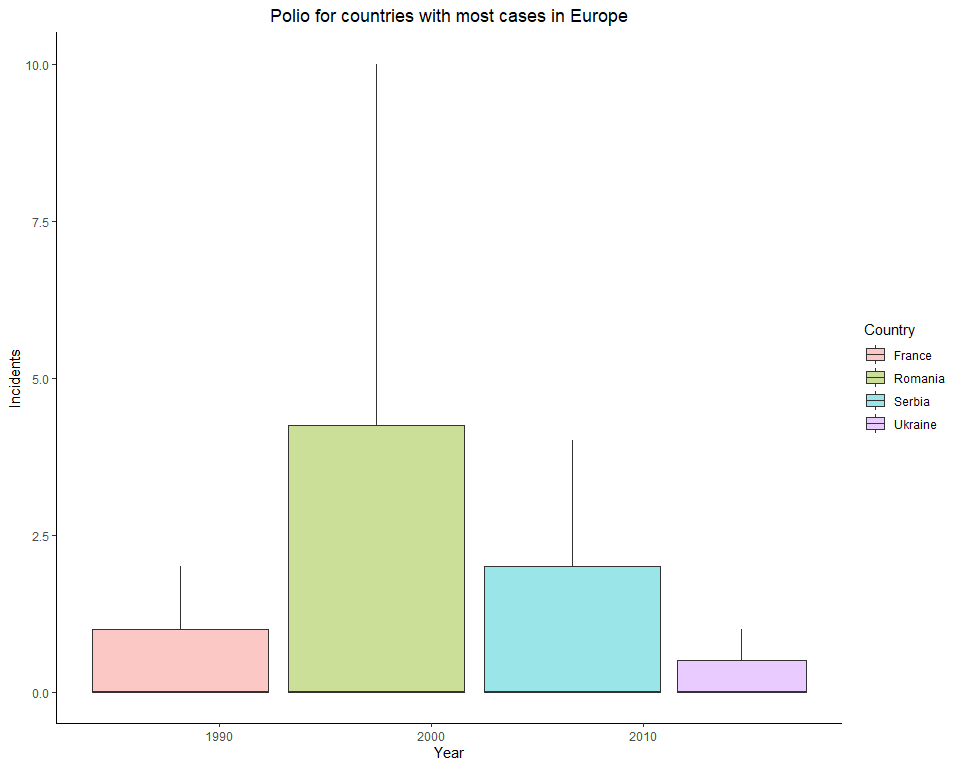 Polio for countries with most cases in Europe
10.0
7.5
5.0
2.5
0.0
Incidents
1990
2000
2010
Year
Country
France
Romania
Serbia
Ukraine